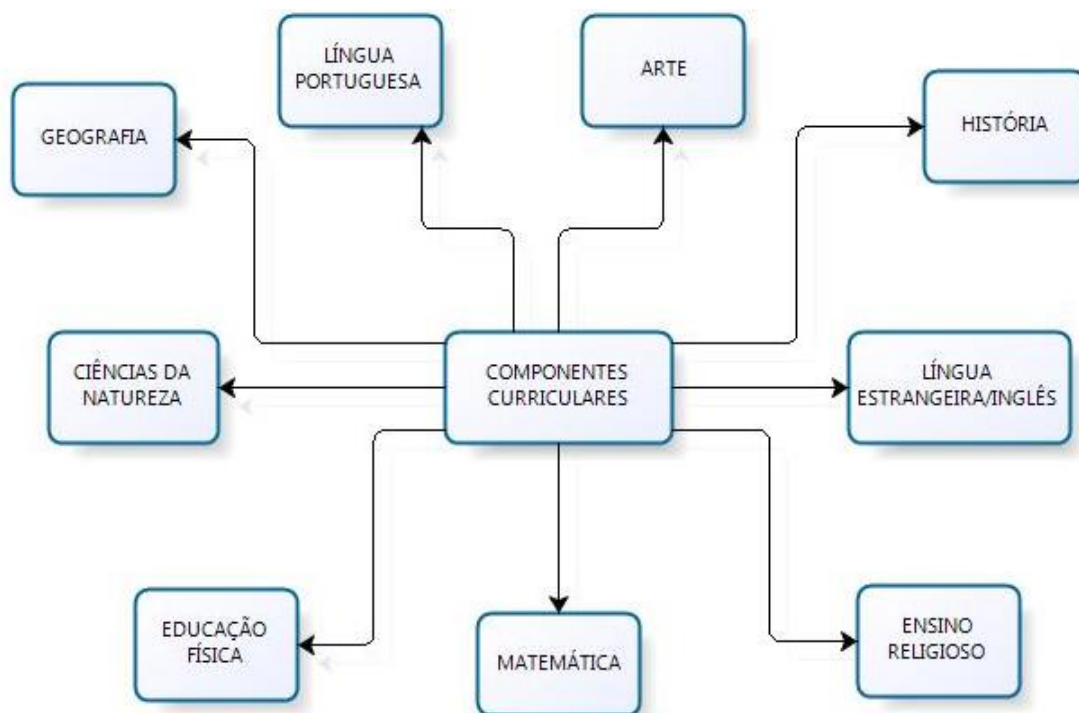 LÍNGUA
PORTUGUESA
ARTE
GEOGRAFIA
HISTÓRIA
CIÊNCIAS DA
NATUREZA
COMPONENTES
CURRICULARES
LÍNGUA
ESTRANGEIRA/INGLÊS
EDUCAÇÃO
FÍSICA
MATEMÁTICA
ENSINO
RELIGIOSO